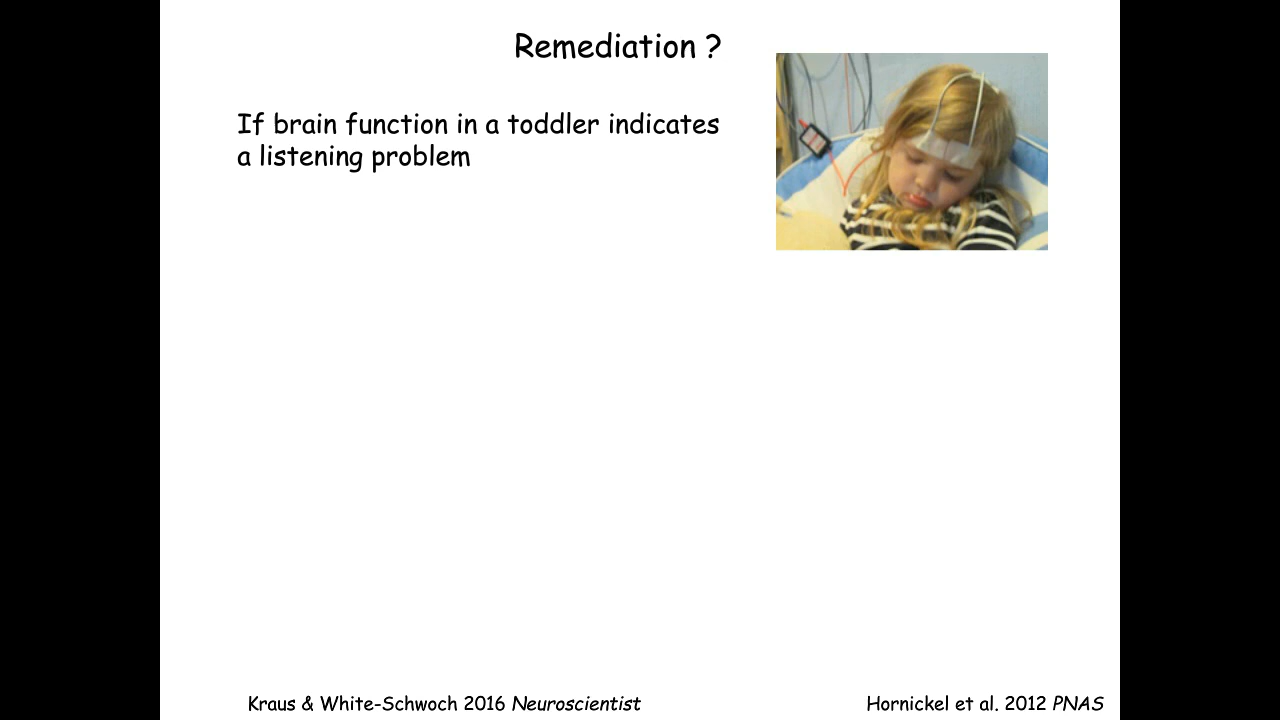 Remediation ?
If brain function in a toddler indicates
a listening problem
Kraus & White-Schwoch 2016 Neuroscientist
Hornickel et al. 2012 PNAS